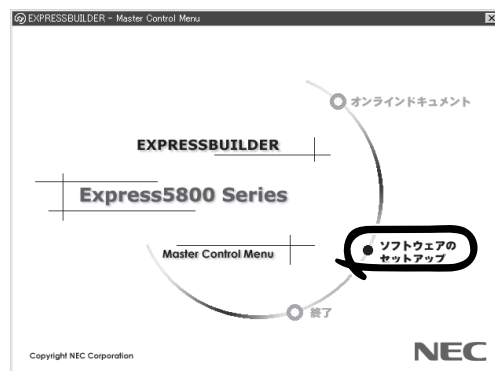 EXPRESSBUILDER - Master Control Menu
オンラインドキュメント
EXPRESSBUILDER
Express5800 Series
ソフトウェアの
セットアップ
Master Control Menu
終了
Copyright NEC Corporation
NEC